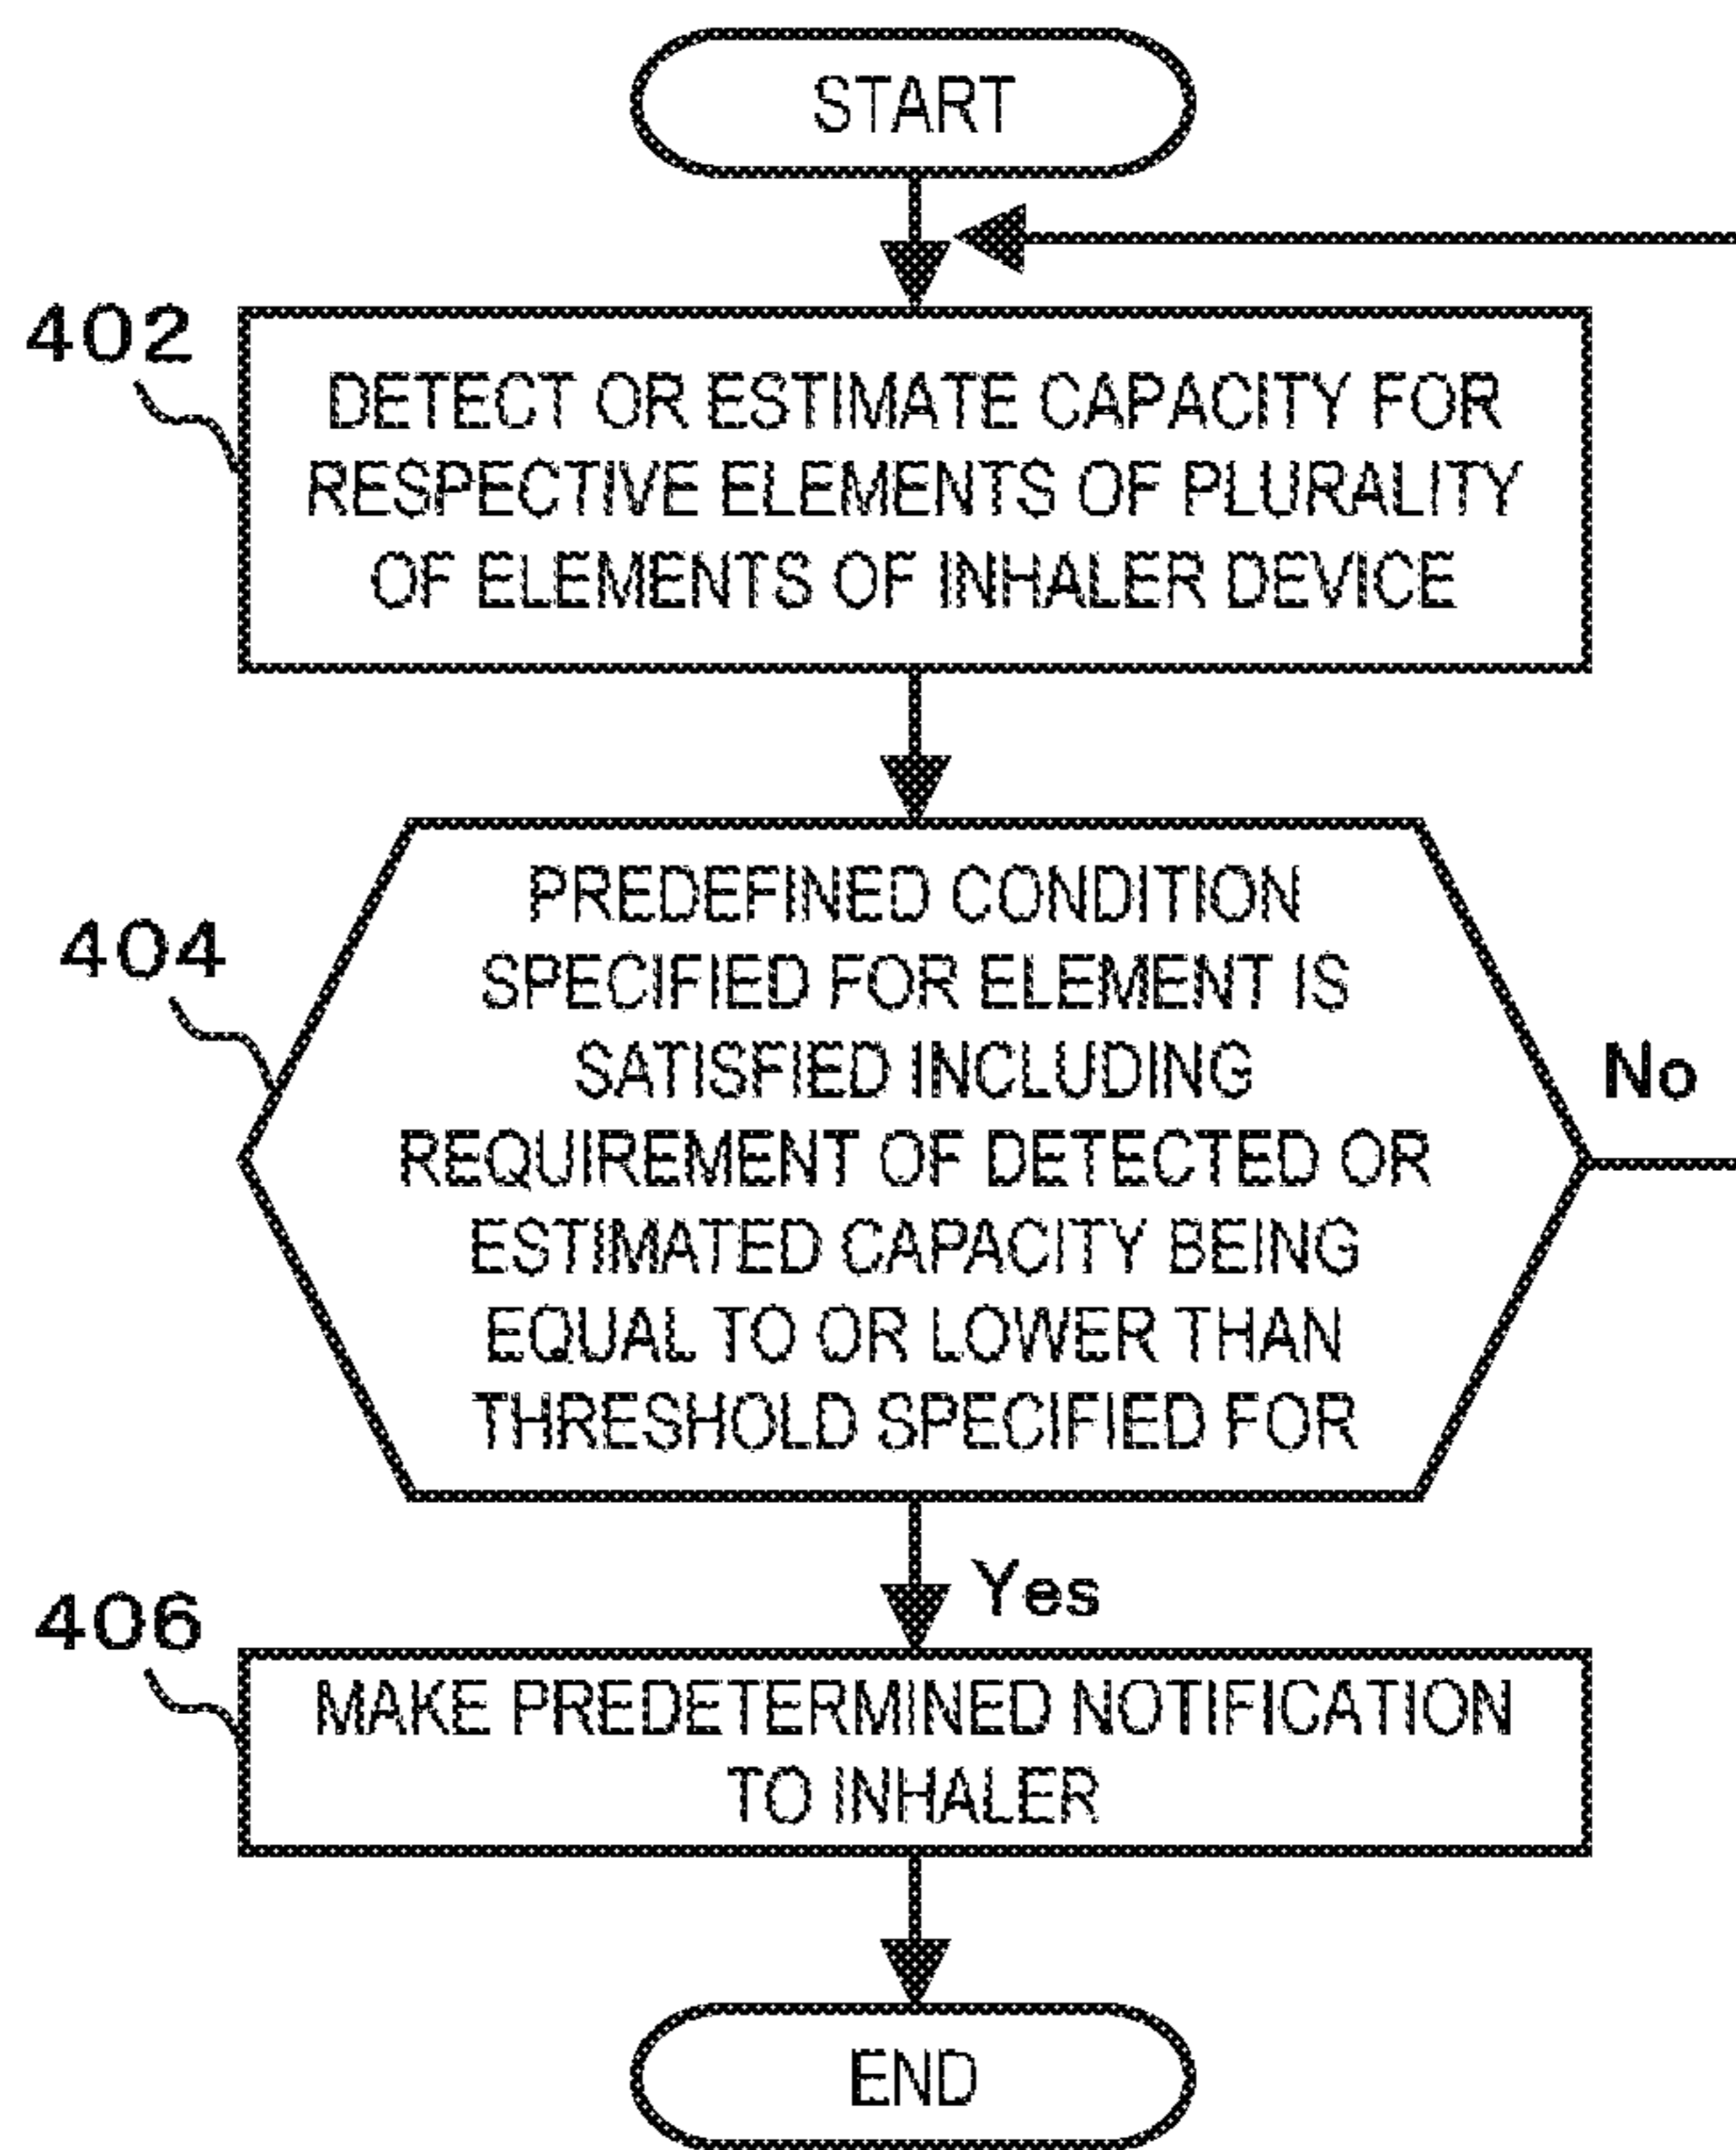 START
402
DETECT OR ESTIMATE CAPACITY FOR
RESPECTIVE ELEMENTS OF PLURALITY
OF ELEMENTS OF INHALER DEVICE
404
PREDEFINED CONDITION
SPECIFIED FOR ELEMENT IS
SATISFIED INCLUDING
REQUIREMENT OF DETECTED OR
ESTIMATED CAPACITY BEING
EQUAL TO OR LOWER THAN
THRESHOLD SPECIFIED FOR
No
Yes
406
MAKE PREDETERMINED NOTIFICATION
TO INHALER
END